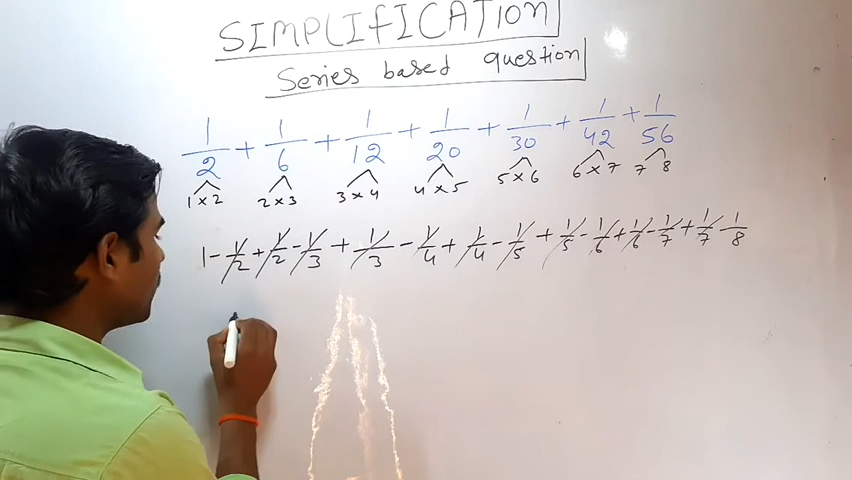 SIMPLIFICATION
Series based question
1/2 + 1/6 + 1/12 + 1/20 + 1/30 + 1/42 + 1/56
1×2 2×3 3×4 4×5 5×6 6×7 7 8
1 - 1/2 + 1/2 - 1/3 + 1/3 - 1/4 + 1/4 - 1/5 + 1/5 - 1/6 + 1/6 - 1/7 + 1/7 - 1/8